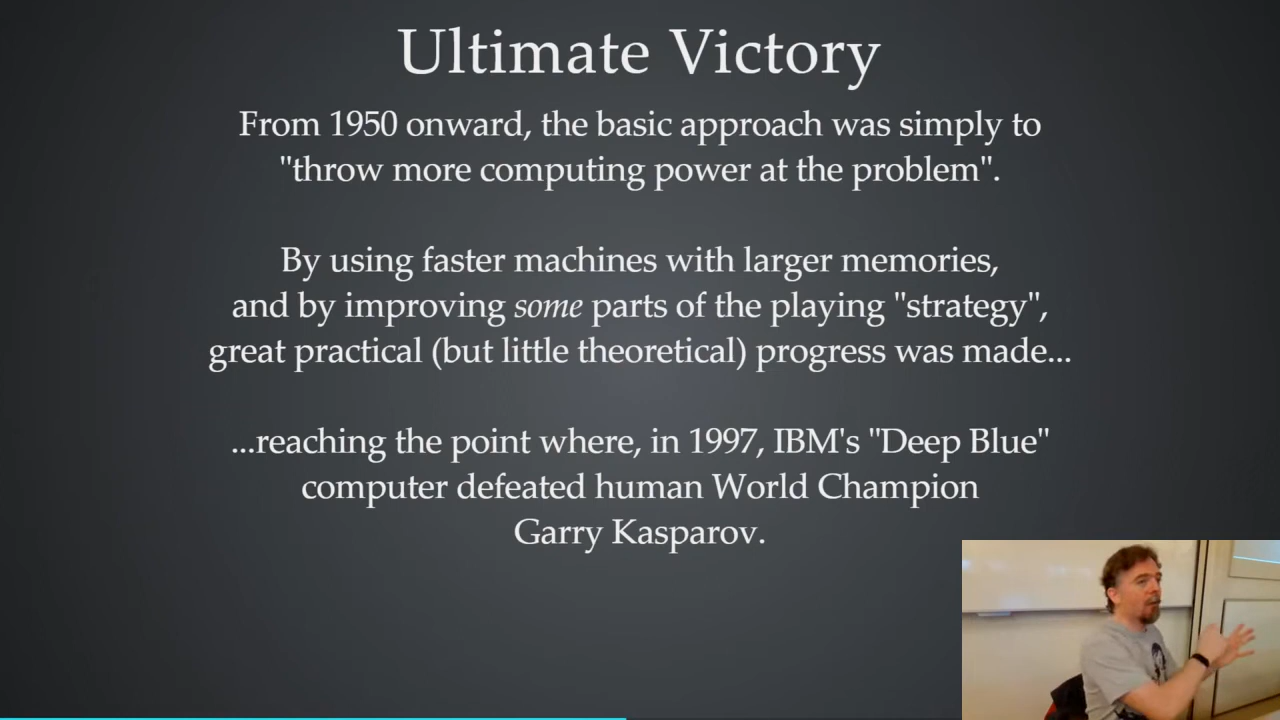 Ultimate Victory
From 1950 onward, the basic approach was simply to
"throw more computing power at the problem".
By using faster machines with larger memories,
and by improving some parts of the playing "strategy",
great practical (but little theoretical) progress was made...
...reaching the point where, in 1997, IBM's "Deep Blue"
computer defeated human World Champion
Garry Kasparov.